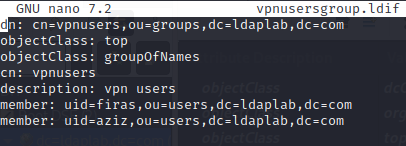 GNU nano 7.2 vpnusersgroup.ldif
dn: cn=vpnusers,ou=groups,dc=ldaplab,dc=com
objectClass: top
objectClass: groupOfNames
cn: vpnusers
description: vpn users
member: uid=firas,ou=users,dc=ldaplab,dc=com
member: uid=aziz,ou=users,dc=ldaplab,dc=com